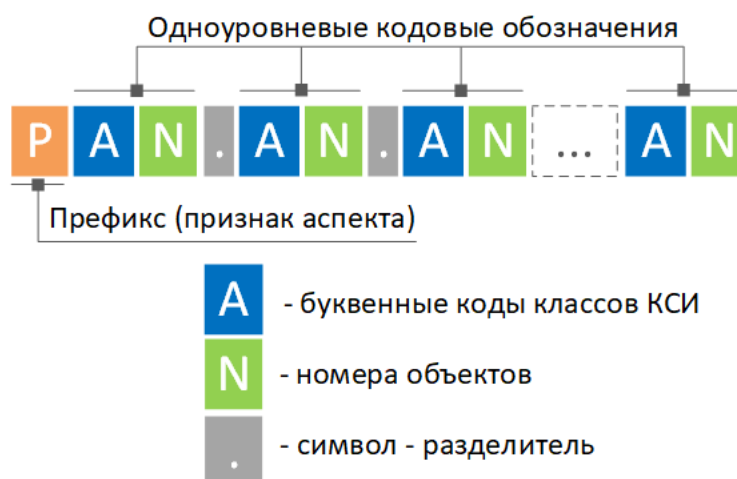 Одноуровневые кодовые обозначения
P A N . A N . A N ... A N
Префикс (признак аспекта)
A - буквенные коды классов КСИ
N - номера объектов
. - символ - разделитель